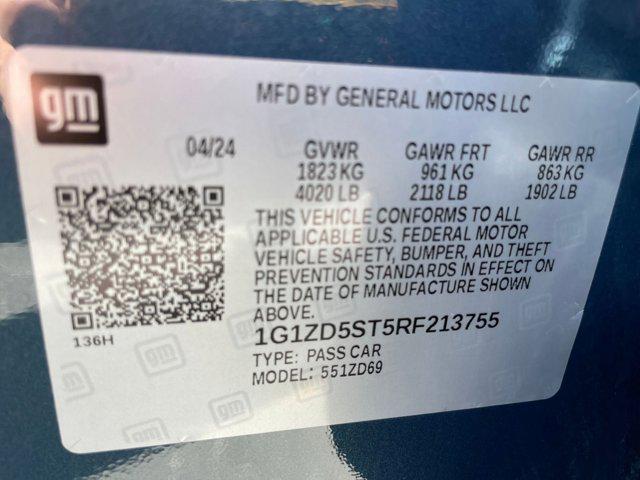 gm
MFD BY GENERAL MOTORS LLC
04/24 GVWR GAWR FRT GAWR RR
1823 KG 961 KG 863 KG
4020 LB 2118 LB 1902 LB
THIS VEHICLE CONFORMS TO ALL
APPLICABLE U.S. FEDERAL MOTOR
VEHICLE SAFETY, BUMPER, AND THEFT
PREVENTION STANDARDS IN EFFECT ON
THE DATE OF MANUFACTURE SHOWN
ABOVE.
136H
1G1ZD5ST5RF213755
TYPE: PASS CAR
MODEL: 551ZD69